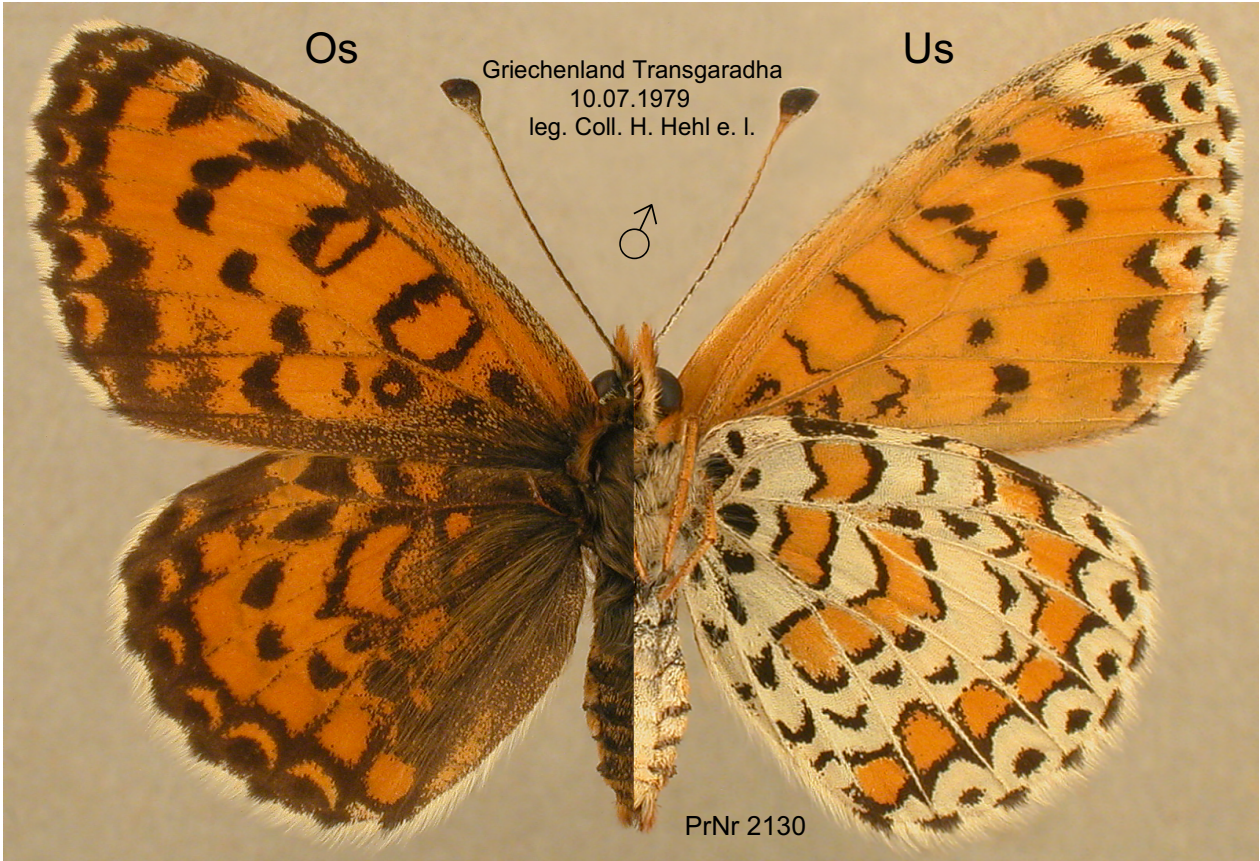 Os
Us
Griechenland Transgaradha
10.07.1979
leg. Coll. H. Hehl e. l.
♂
PrNr 2130